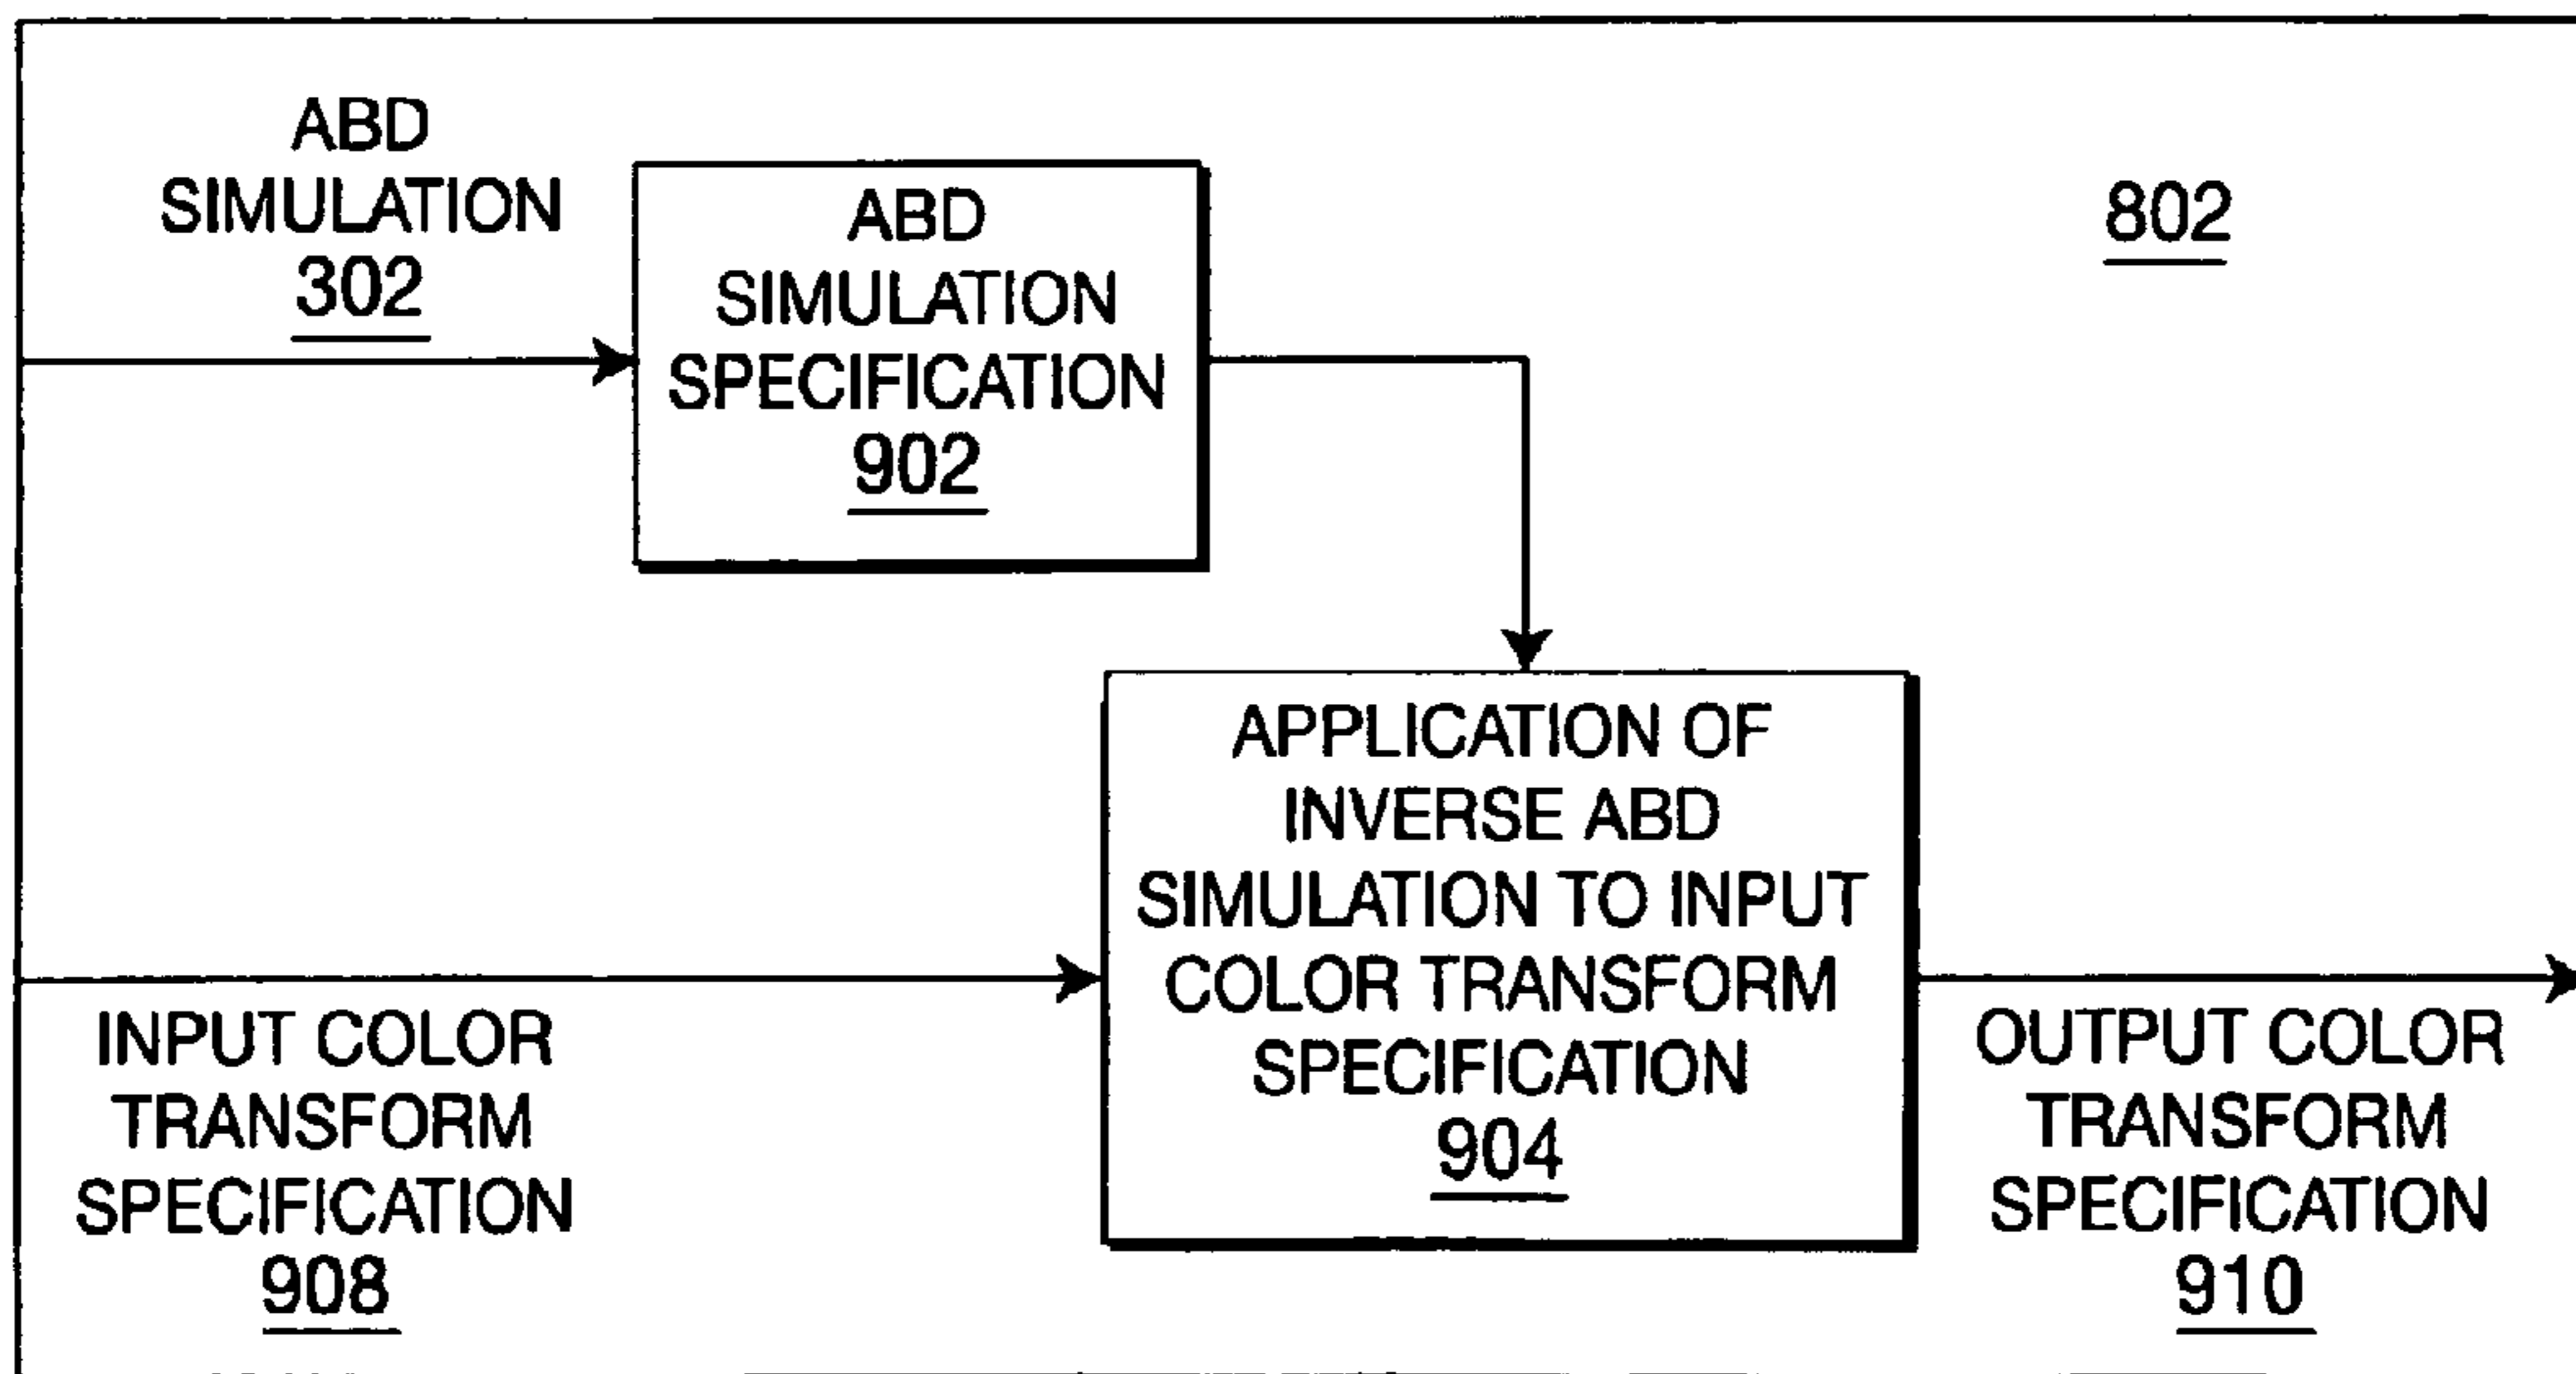 ABD
SIMULATION
302
ABD
SIMULATION
SPECIFICATION
902
802
APPLICATION OF
INVERSE ABD
SIMULATION TO INPUT
COLOR TRANSFORM
SPECIFICATION
904
INPUT COLOR
TRANSFORM
SPECIFICATION
908
OUTPUT COLOR
TRANSFORM
SPECIFICATION
910